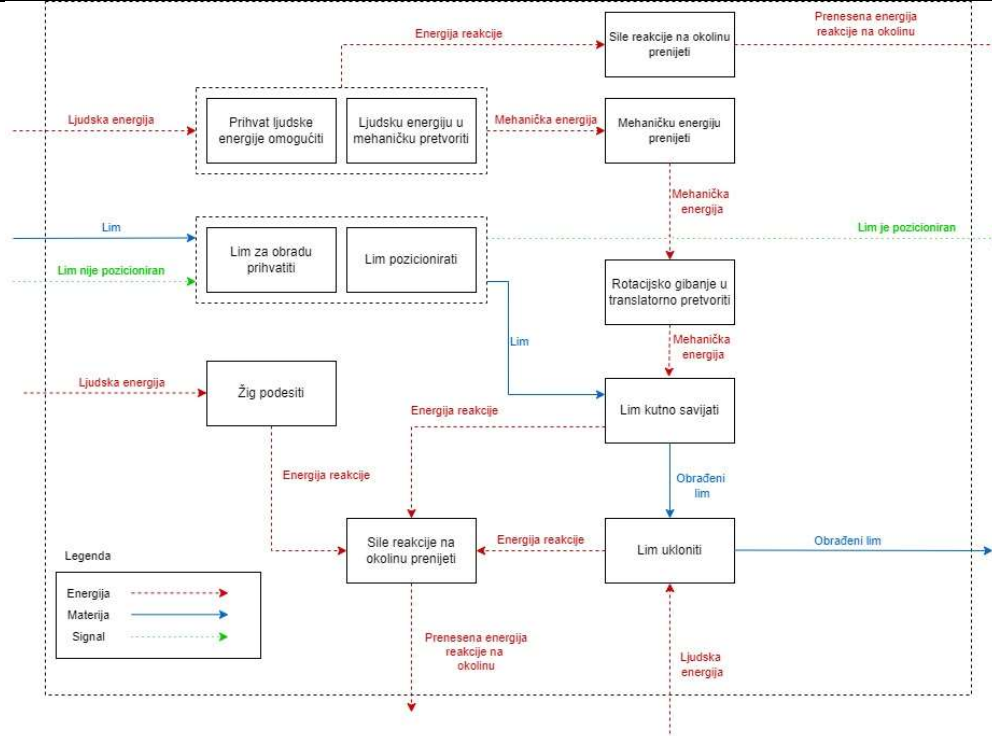 Prenesena energija
reakcije na okolinu
Energija reakcije
Sile reakcije na okolinu
prenijeti
Ljudska energija
Prihvat ljudske
energije omogučiti
Ljudsku energiju u
mehaničku pretvoriti
Mehanička energija
Mehaničku energiju
prenijeti
Mehanička
energija
Lim
Lim nije pozicioniran
Lim za obradu
prihvatiti
Lim pozicionirati
Lim je pozicioniran
Rotacijsko gibanje u
translatorno pretvoriti
Lim
Mehanička
energija
Ljudska energija
Žig podesiti
Lim kutno savijati
Energija reakcije
Energija reakcije
Obrađeni
lim
Sile reakcije na
okolinu prenijeti
Energija reakcije
Lim ukloniti
Obrađeni lim
Legenda
Energija
Materija
Signal
Prenesena energija
reakcije na
okolinu
Ljudska
energija